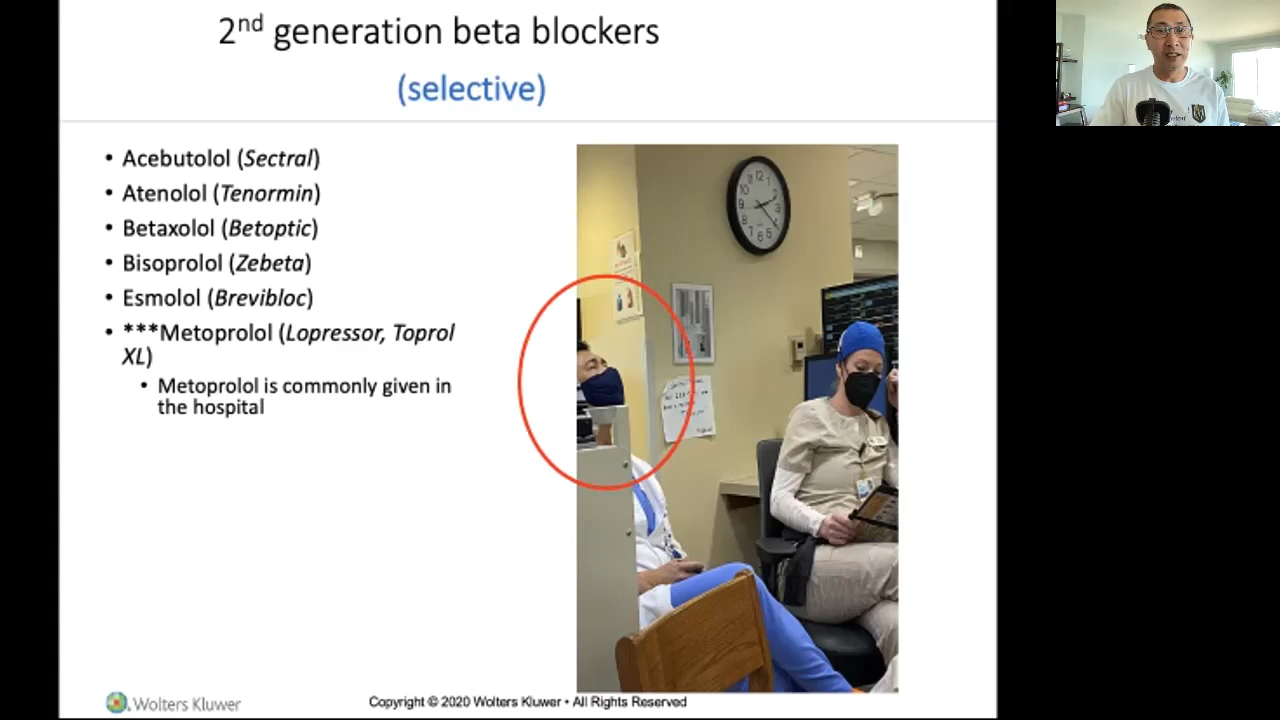 2nd generation beta blockers
(selective)
• Acebutolol (Sectral)
• Atenolol (Tenormin)
• Betaxolol (Betoptic)
• Bisoprolol (Zebeta)
• Esmolol (Brevibloc)
• ***Metoprolol (Lopressor, Toprol
XL)
• Metoprolol is commonly given in
the hospital
Wolters Kluwer
Copyright © 2020 Wolters Kluwer • All Rights Reserved